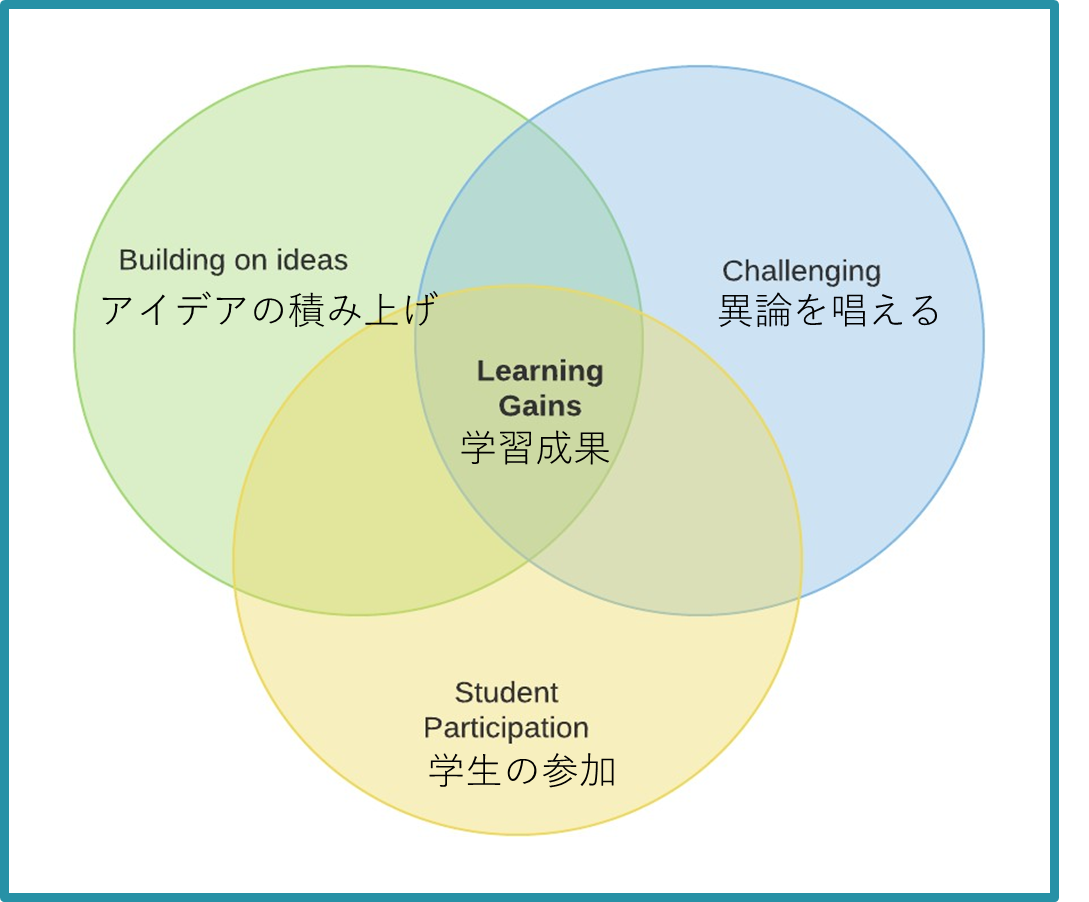 Building on ideas
アイデアの積み上げ
Challenging
異論を唱える
Learning
Gains
学習成果
Student
Participation
学生の参加